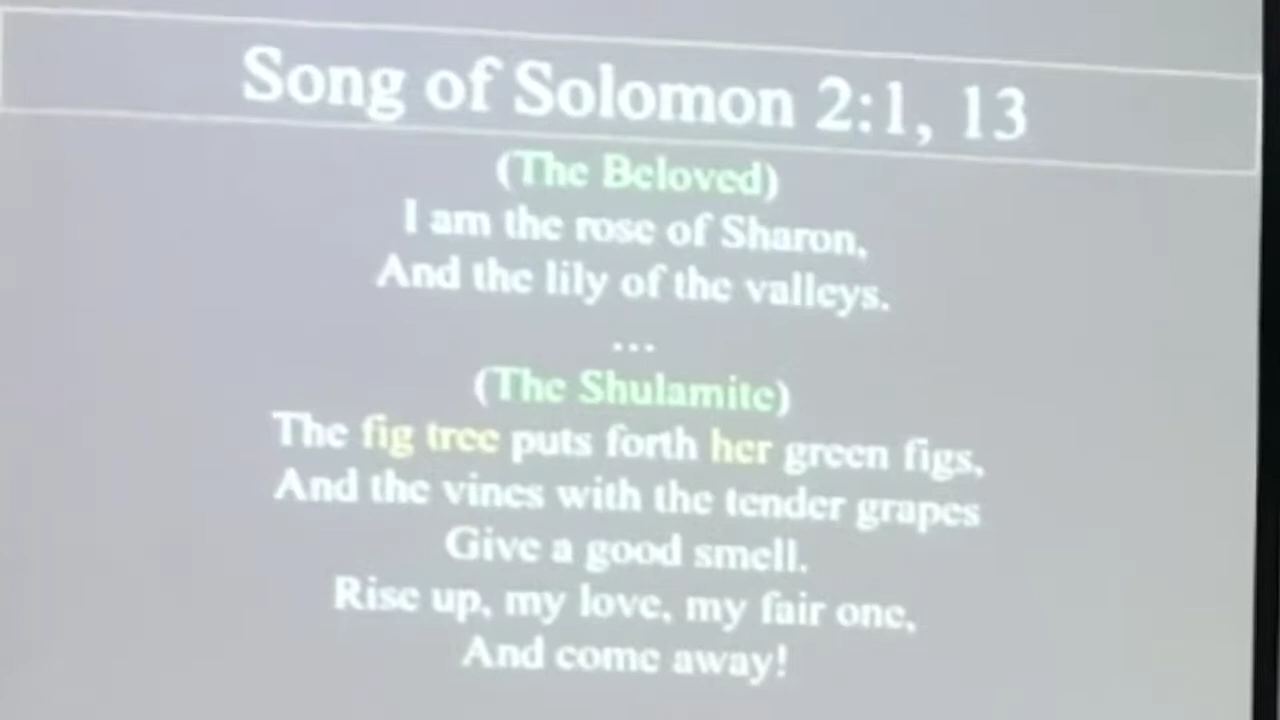 Song of Solomon 2:1, 13
(The Beloved)
I am the rose of Sharon,
And the lily of the valleys.
...
(The Shulamite)
The fig tree puts forth her green figs,
And the vines with the tender grapes
Give a good smell.
Rise up, my love, my fair one,
And come away!